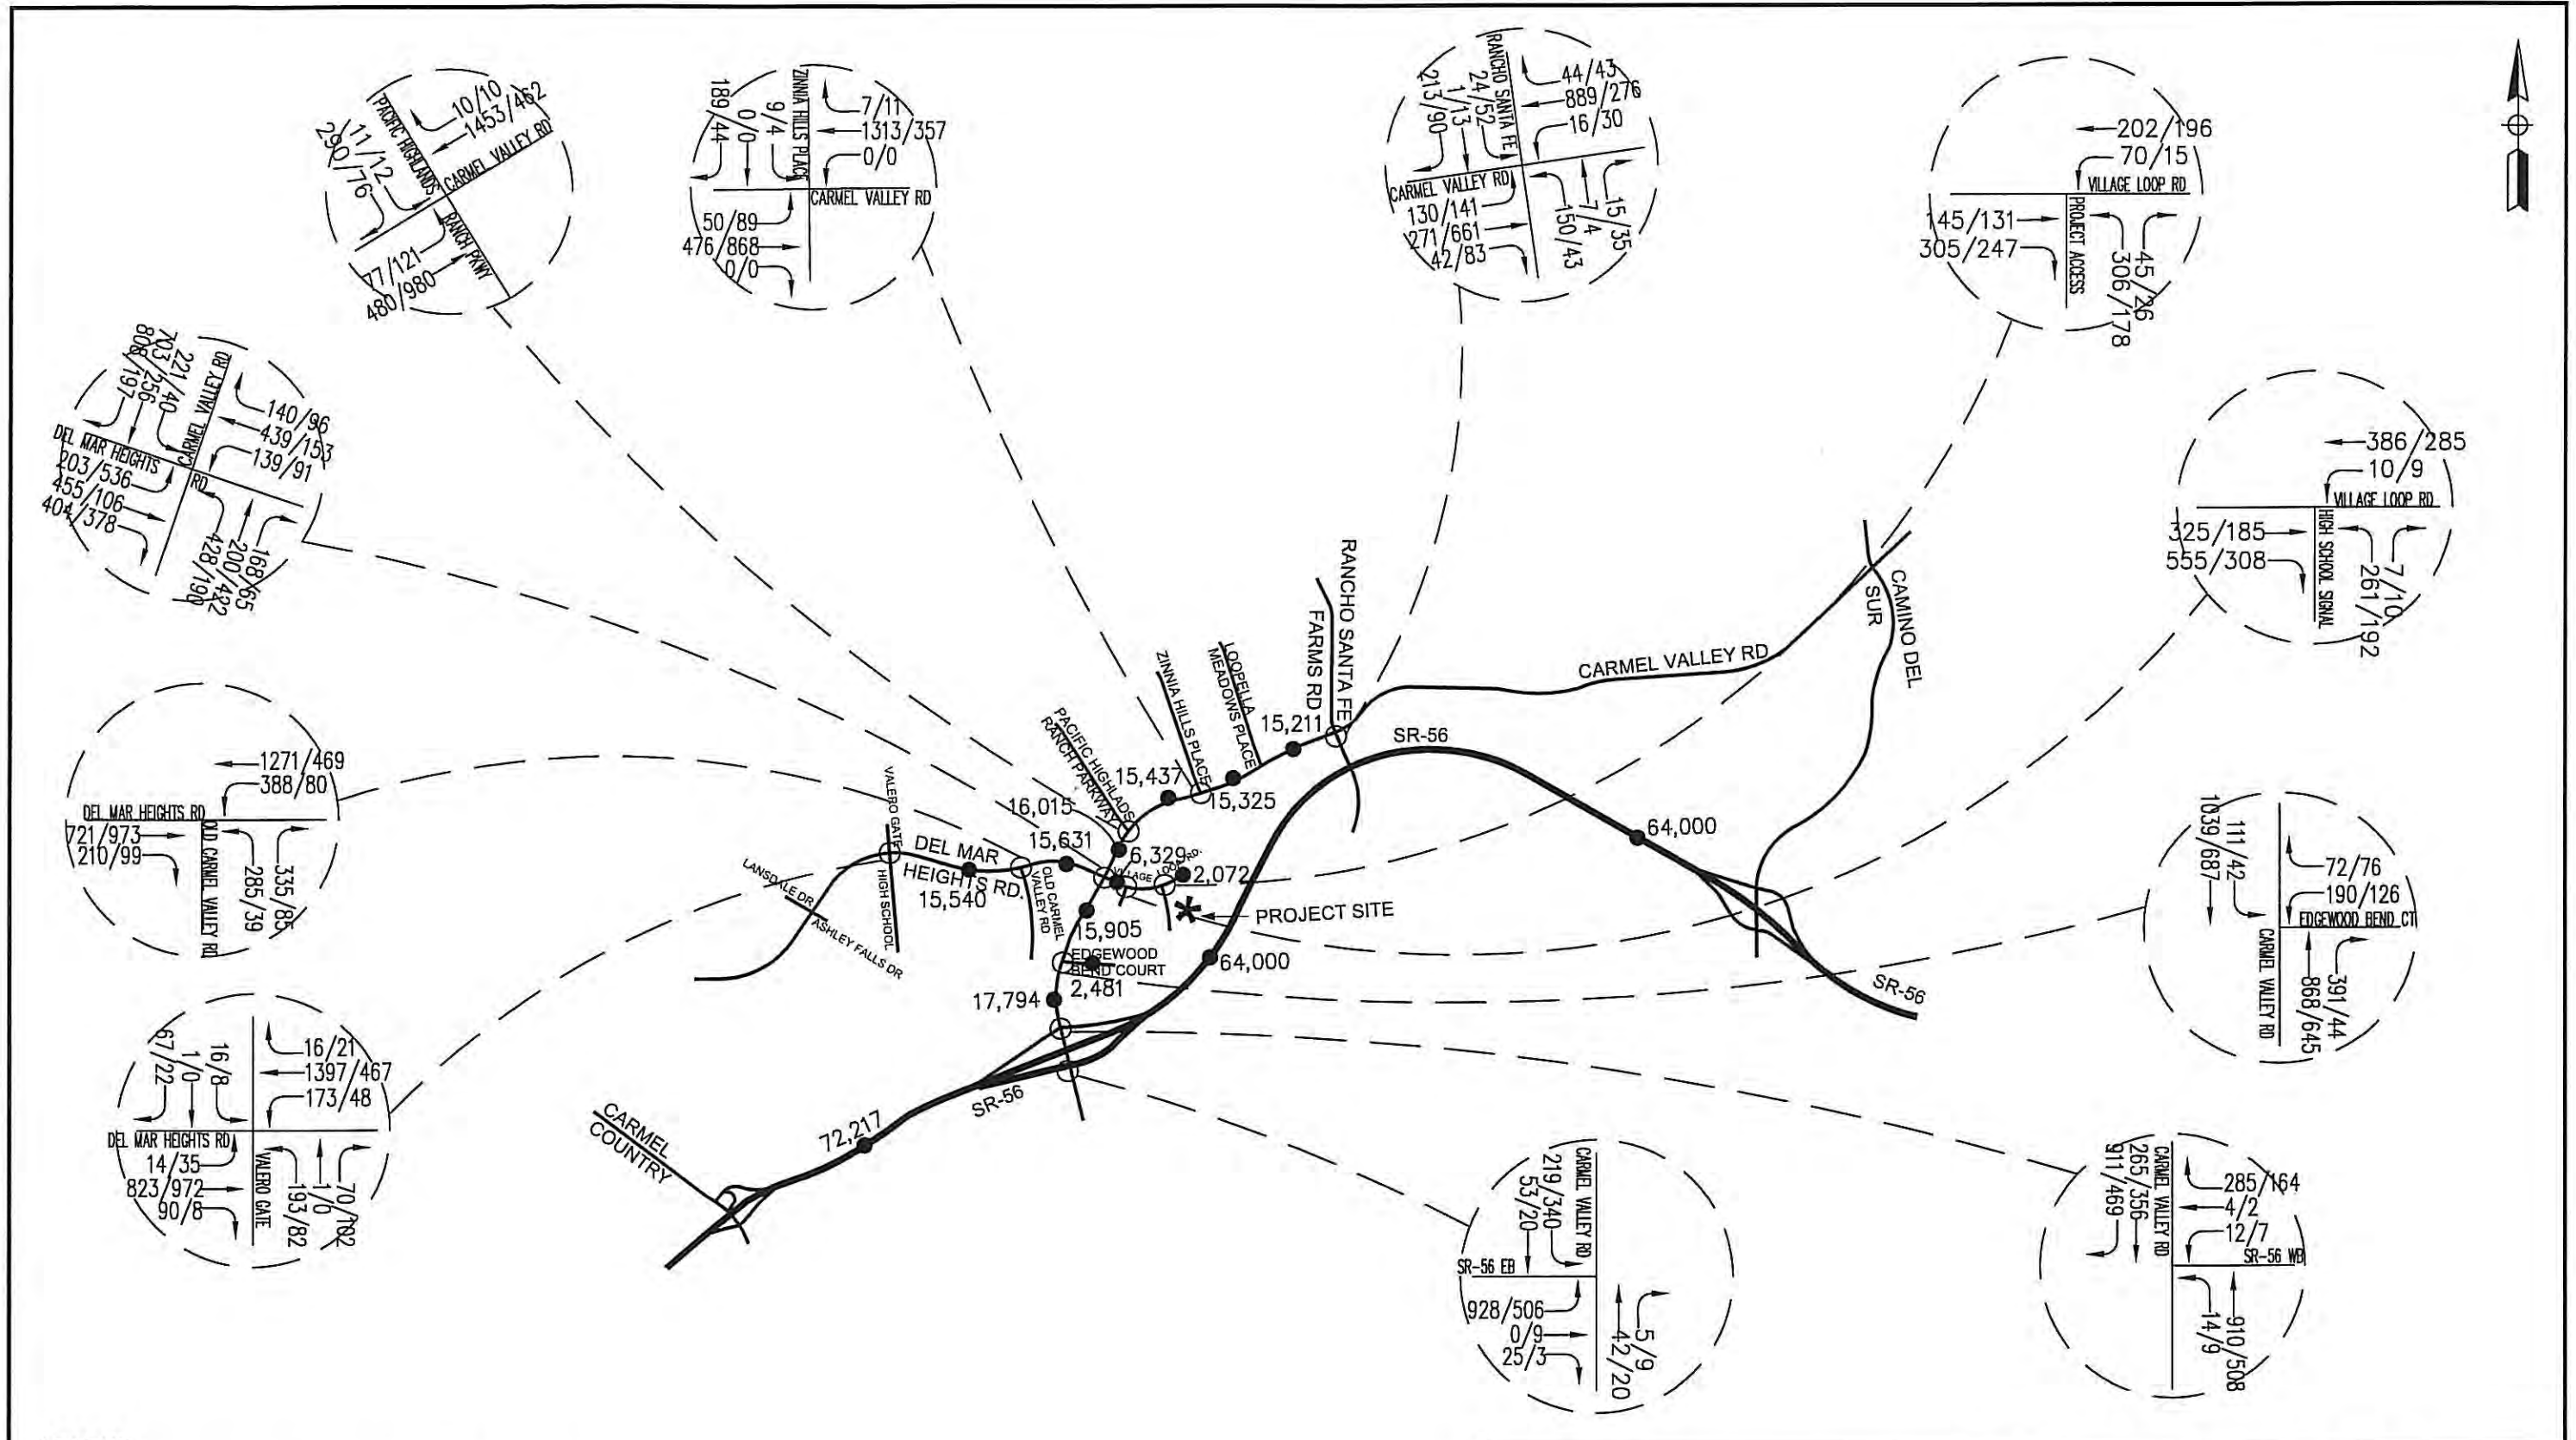 PACIFIC HIGHLANDS
RANCH PKWY
CARMEL VALLEY RD
10/10
1453/462
11/12
290/76
77/121
480/980
ZINNIA HILLS PLACE
CARMEL VALLEY RD
189/44
0/0
9/4
7/11
1313/357
0/0
50/89
476/868
0/0
RANCHO SANTA FE
CARMEL VALLEY RD
213/90
1/13
24/52
44/43
889/276
16/30
130/141
271/661
42/83
150/43
7/4
15/35
202/196
70/15
VILLAGE LOOP RD
PROJECT ACCESS
145/131
305/247
306/178
45/26
808/197
703/256
221/40
CARMEL VALLEY RD
DEL MAR HEIGHTS
RD
140/96
439/153
139/91
203/536
455/106
404/378
428/190
200/422
168/65
386/285
10/9
VILLAGE LOOP RD
HIGH SCHOOL SIGNAL
325/185
555/308
261/192
7/10
1271/469
388/80
DEL MAR HEIGHTS RD
OLD CARMEL VALLEY RD
721/973
210/99
285/39
335/85
1039/687
111/42
72/76
190/126
EDGEWOOD BEND CT
CARMEL VALLEY RD
868/645
391/44
67/22
1/0
16/8
16/21
1397/467
173/48
DEL MAR HEIGHTS RD
VALERO GATE
14/35
823/972
90/8
193/82
1/0
70/102
53/20
219/340
CARMEL VALLEY RD
SR-56 EB
928/506
0/9
25/3
42/20
5/9
911/469
265/356
CARMEL VALLEY RD
285/164
4/2
12/7
SR-56 WB
14/9
910/508
RANCHO SANTA FE
FARMS RD
CAMINO DEL
SUR
CARMEL VALLEY RD
LOOPELLA
MEADOWS PLACE
ZINNIA HILLS PLACE
PACIFIC HIGHLADS
RANCH PARKWAY
15,211
SR-56
15,437
15,325
16,015
64,000
15,631
VALERO GATE
DEL MAR
HEIGHTS RD.
6,329
VILLAGE LOOP RD.
2,072
LANSDALE DR
HIGH SCHOOL
15,540
OLD CARMEL
VALLEY RD
PROJECT SITE
ASHLEY FALLS DR
15,905
EDGEWOOD
BEND COURT
64,000
2,481
17,794
SR-56
SR-56
72,217
CARMEL
COUNTRY